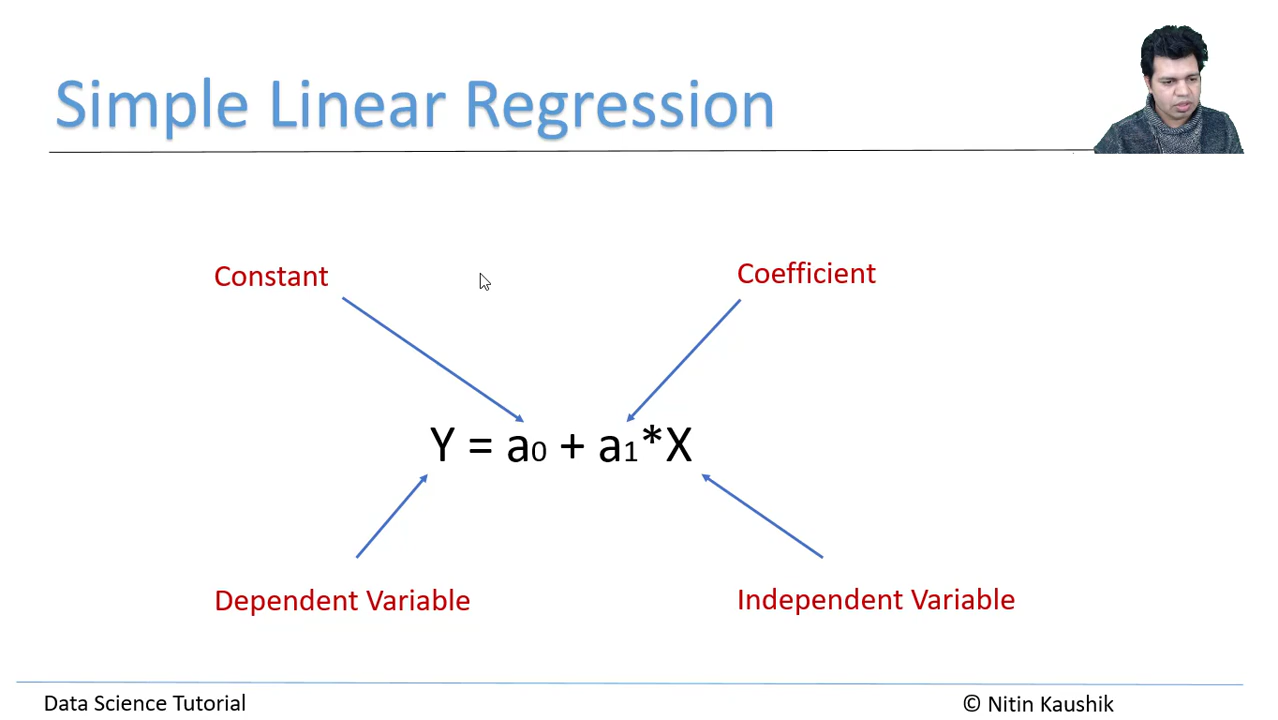 Simple Linear Regression
Constant
Coefficient
Y = a0 + a1*X
Dependent Variable
Independent Variable
Data Science Tutorial
© Nitin Kaushik